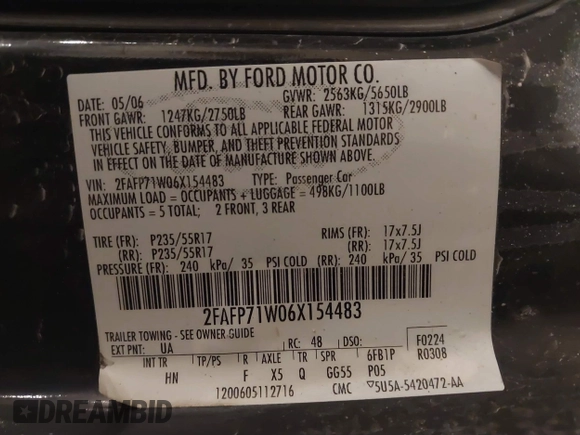 MFD. BY FORD MOTOR CO.
DATE: 05/06 GVWR: 2563KG/5650LB
FRONT GAWR: 1247KG/2750LB REAR GAWR: 1315KG/2900LB
THIS VEHICLE CONFORMS TO ALL APPLICABLE FEDERAL MOTOR
VEHICLE SAFETY, BUMPER, AND THEFT PREVENTION STANDARDS
IN EFFECT ON THE DATE OF MANUFACTURE SHOWN ABOVE.
VIN: 2FAFP71W06X154483 TYPE: Passenger Car
MAXIMUM LOAD = OCCUPANTS + LUGGAGE = 498KG/1100LB
OCCUPANTS = 5 TOTAL; 2 FRONT, 3 REAR
TIRE (FR): P235/55R17 RIMS (FR): 17x7.5J
(RR): P235/55R17 (RR): 17x7.5J
PRESSURE (FR): 240 kPa/ 35 PSI COLD (RR): 240 kPa/ 35 PSI COLD
2FAFP71W06X154483
TRAILER TOWING - SEE OWNER GUIDE F0224
EXT PNT: UA RC: 48 DSO: R0308
INT TR TP/PS R AXLE TR SPR 6FB1P
HN F X5 Q GG55 P05
1200605112716 CMC ▽5U5A-5420472-AA
DREAMBID